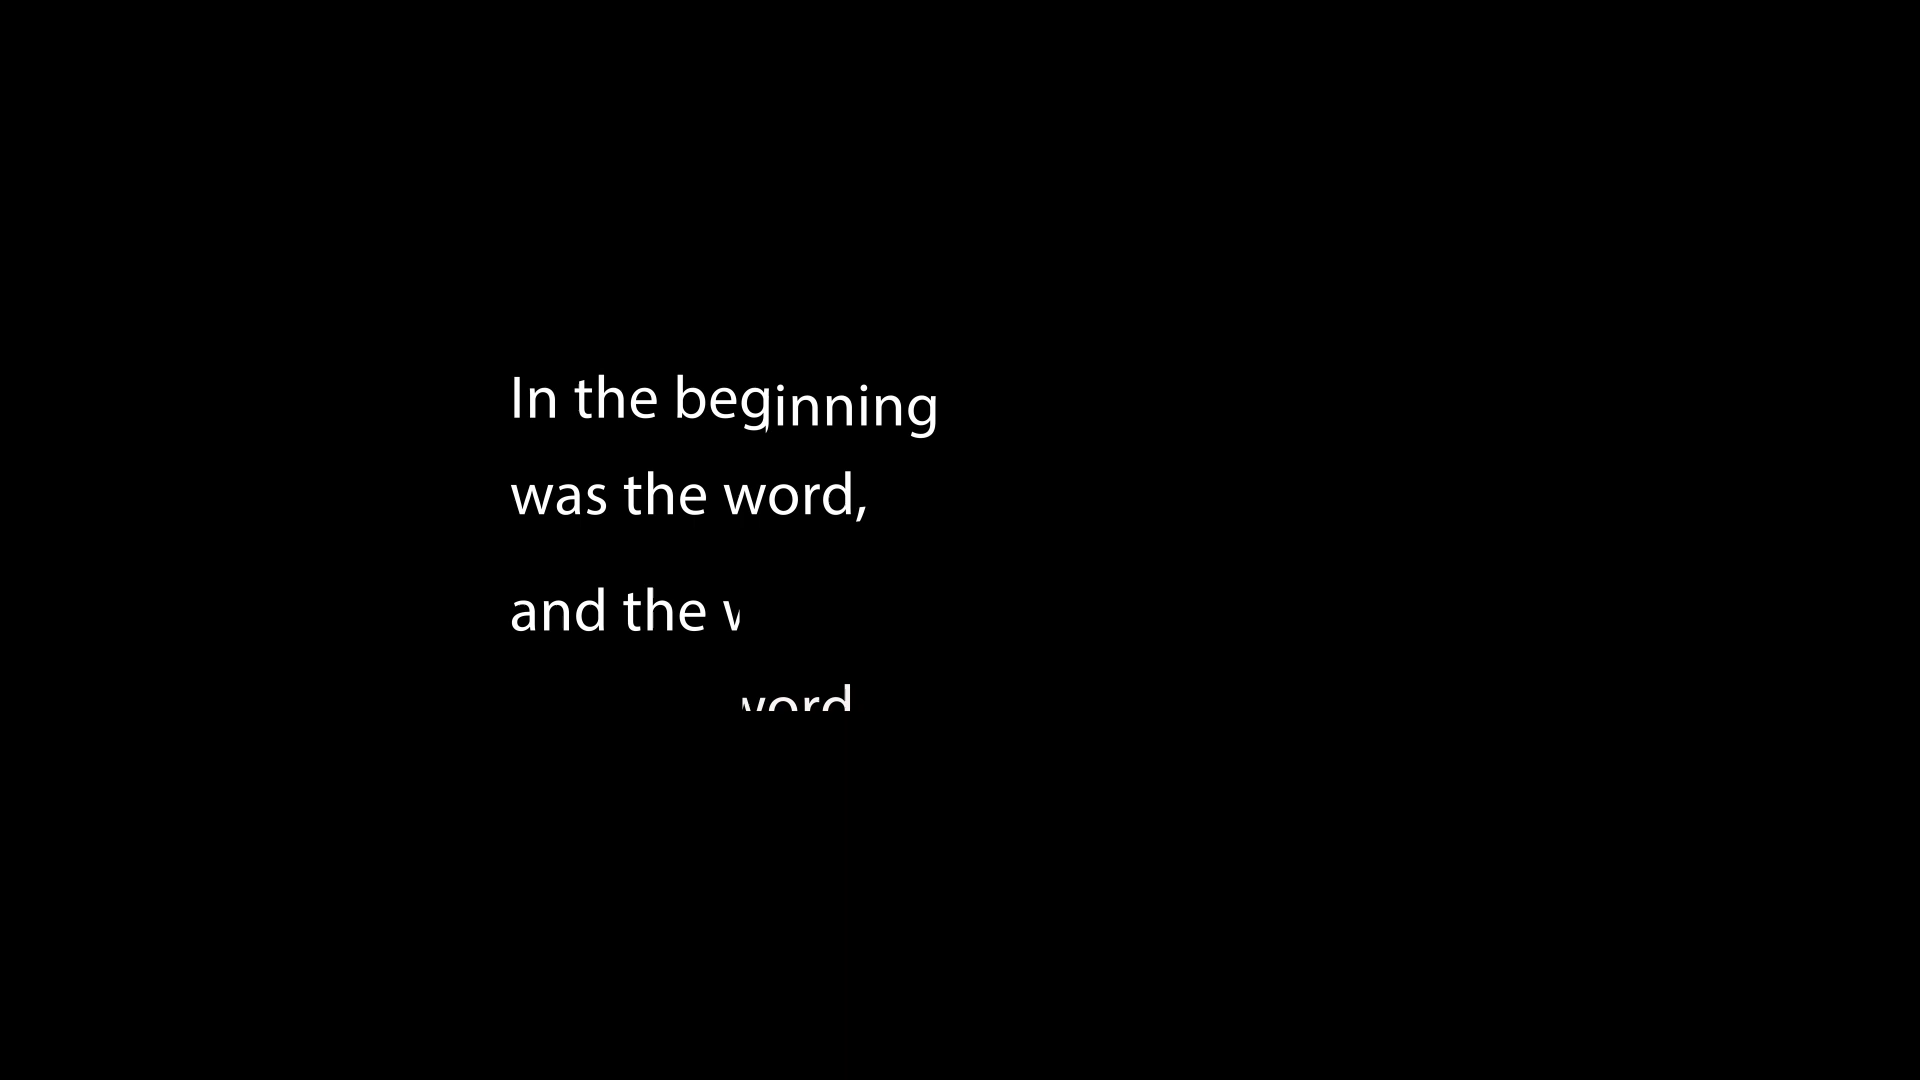 In the beginning
was the word,
and the w
word